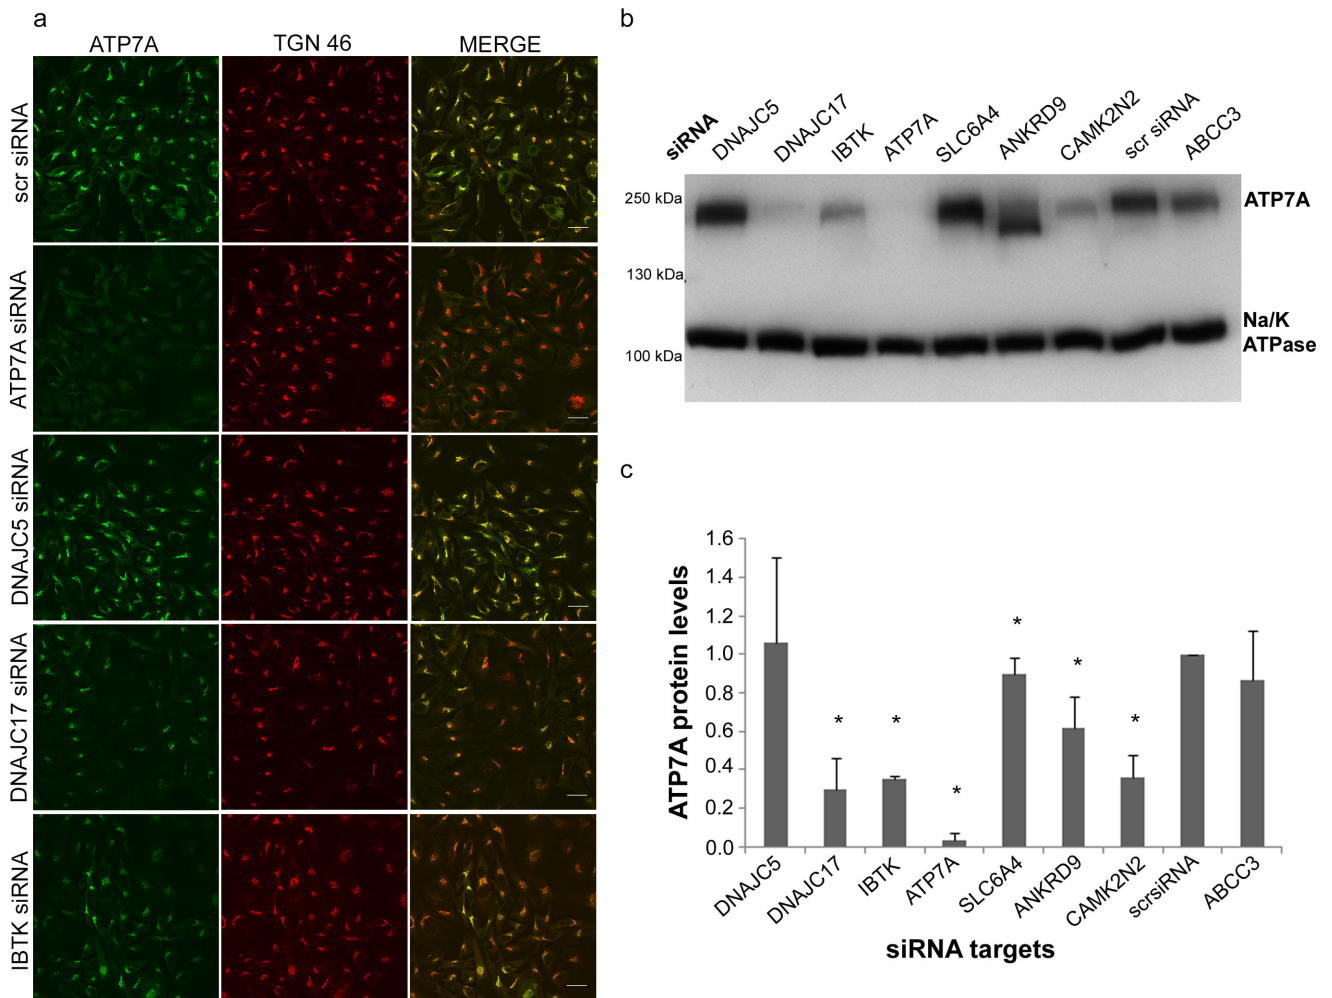 a
ATP7A
TGN 46
MERGE
scr siRNA
ATP7A siRNA
DNAJC5 siRNA
DNAJC17 siRNA
IBTK siRNA
b
siRNA
DNAJC5
DNAJC17
IBTK
ATP7A
SLC6A4
ANKRD9
CAMK2N2
scr siRNA
ABCC3
250 kDa
130 kDa
100 kDa
ATP7A
Na/K
ATPase
c
ATP7A protein levels
1.6
1.4
1.2
1.0
0.8
0.6
0.4
0.2
0.0
*
*
*
*
*
*
DNAJC5
DNAJC17
IBTK
ATP7A
SLC6A4
ANKRD9
CAMK2N2
scrsiRNA
ABCC3
siRNA targets